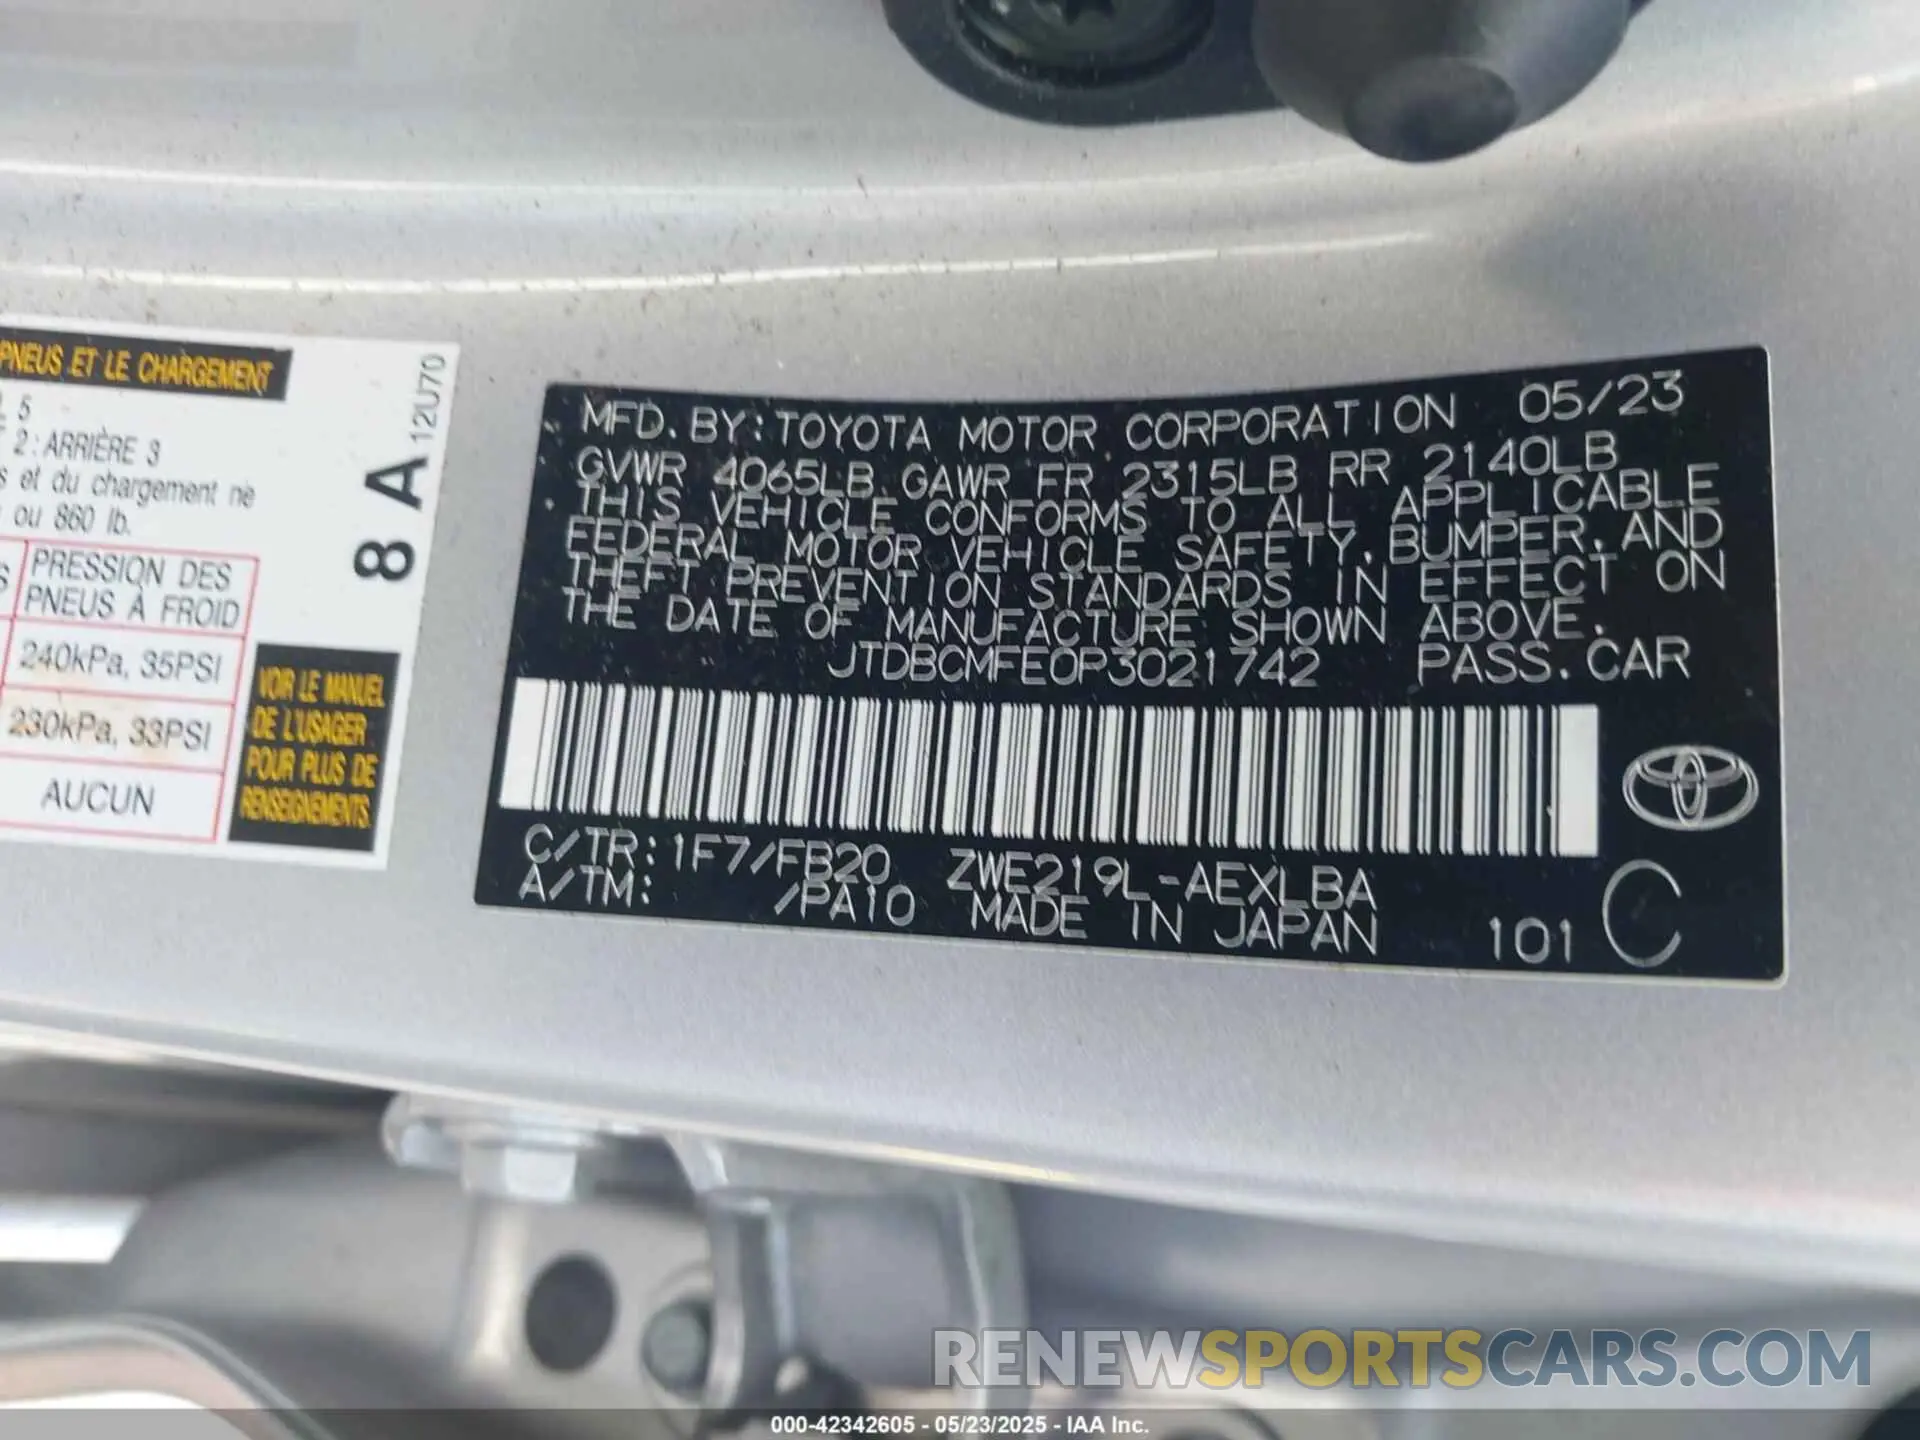 PNEUS ET LE CHARGEMENT
5
2 : ARRIÈRE 3
et du chargement ne
ou 860 lb.
PRESSION DES
PNEUS À FROID
240kPa, 35PSI
230kPa, 33PSI
AUCUN
VOIR LE MANUEL
DE L'USAGER
POUR PLUS DE
RENSEIGNEMENTS.
8 A 12U70
MFD. BY: TOYOTA MOTOR CORPORATION 05/23
GVWR 4065LB GAWR FR 2315LB RR 2140LB
THIS VEHICLE CONFORMS TO ALL APPLICABLE
FEDERAL MOTOR VEHICLE SAFETY, BUMPER, AND
THEFT PREVENTION STANDARDS IN EFFECT ON
THE DATE OF MANUFACTURE SHOWN ABOVE.
JTDBCMFE0P3021742 PASS. CAR
C/TR: 1F7/FB20 ZWE219L-AEXLBA
A/TM: /PA10 MADE IN JAPAN 101 C
RENEWSPORTSCARS.COM
000-42342605 - 05/23/2025 - IAA Inc.